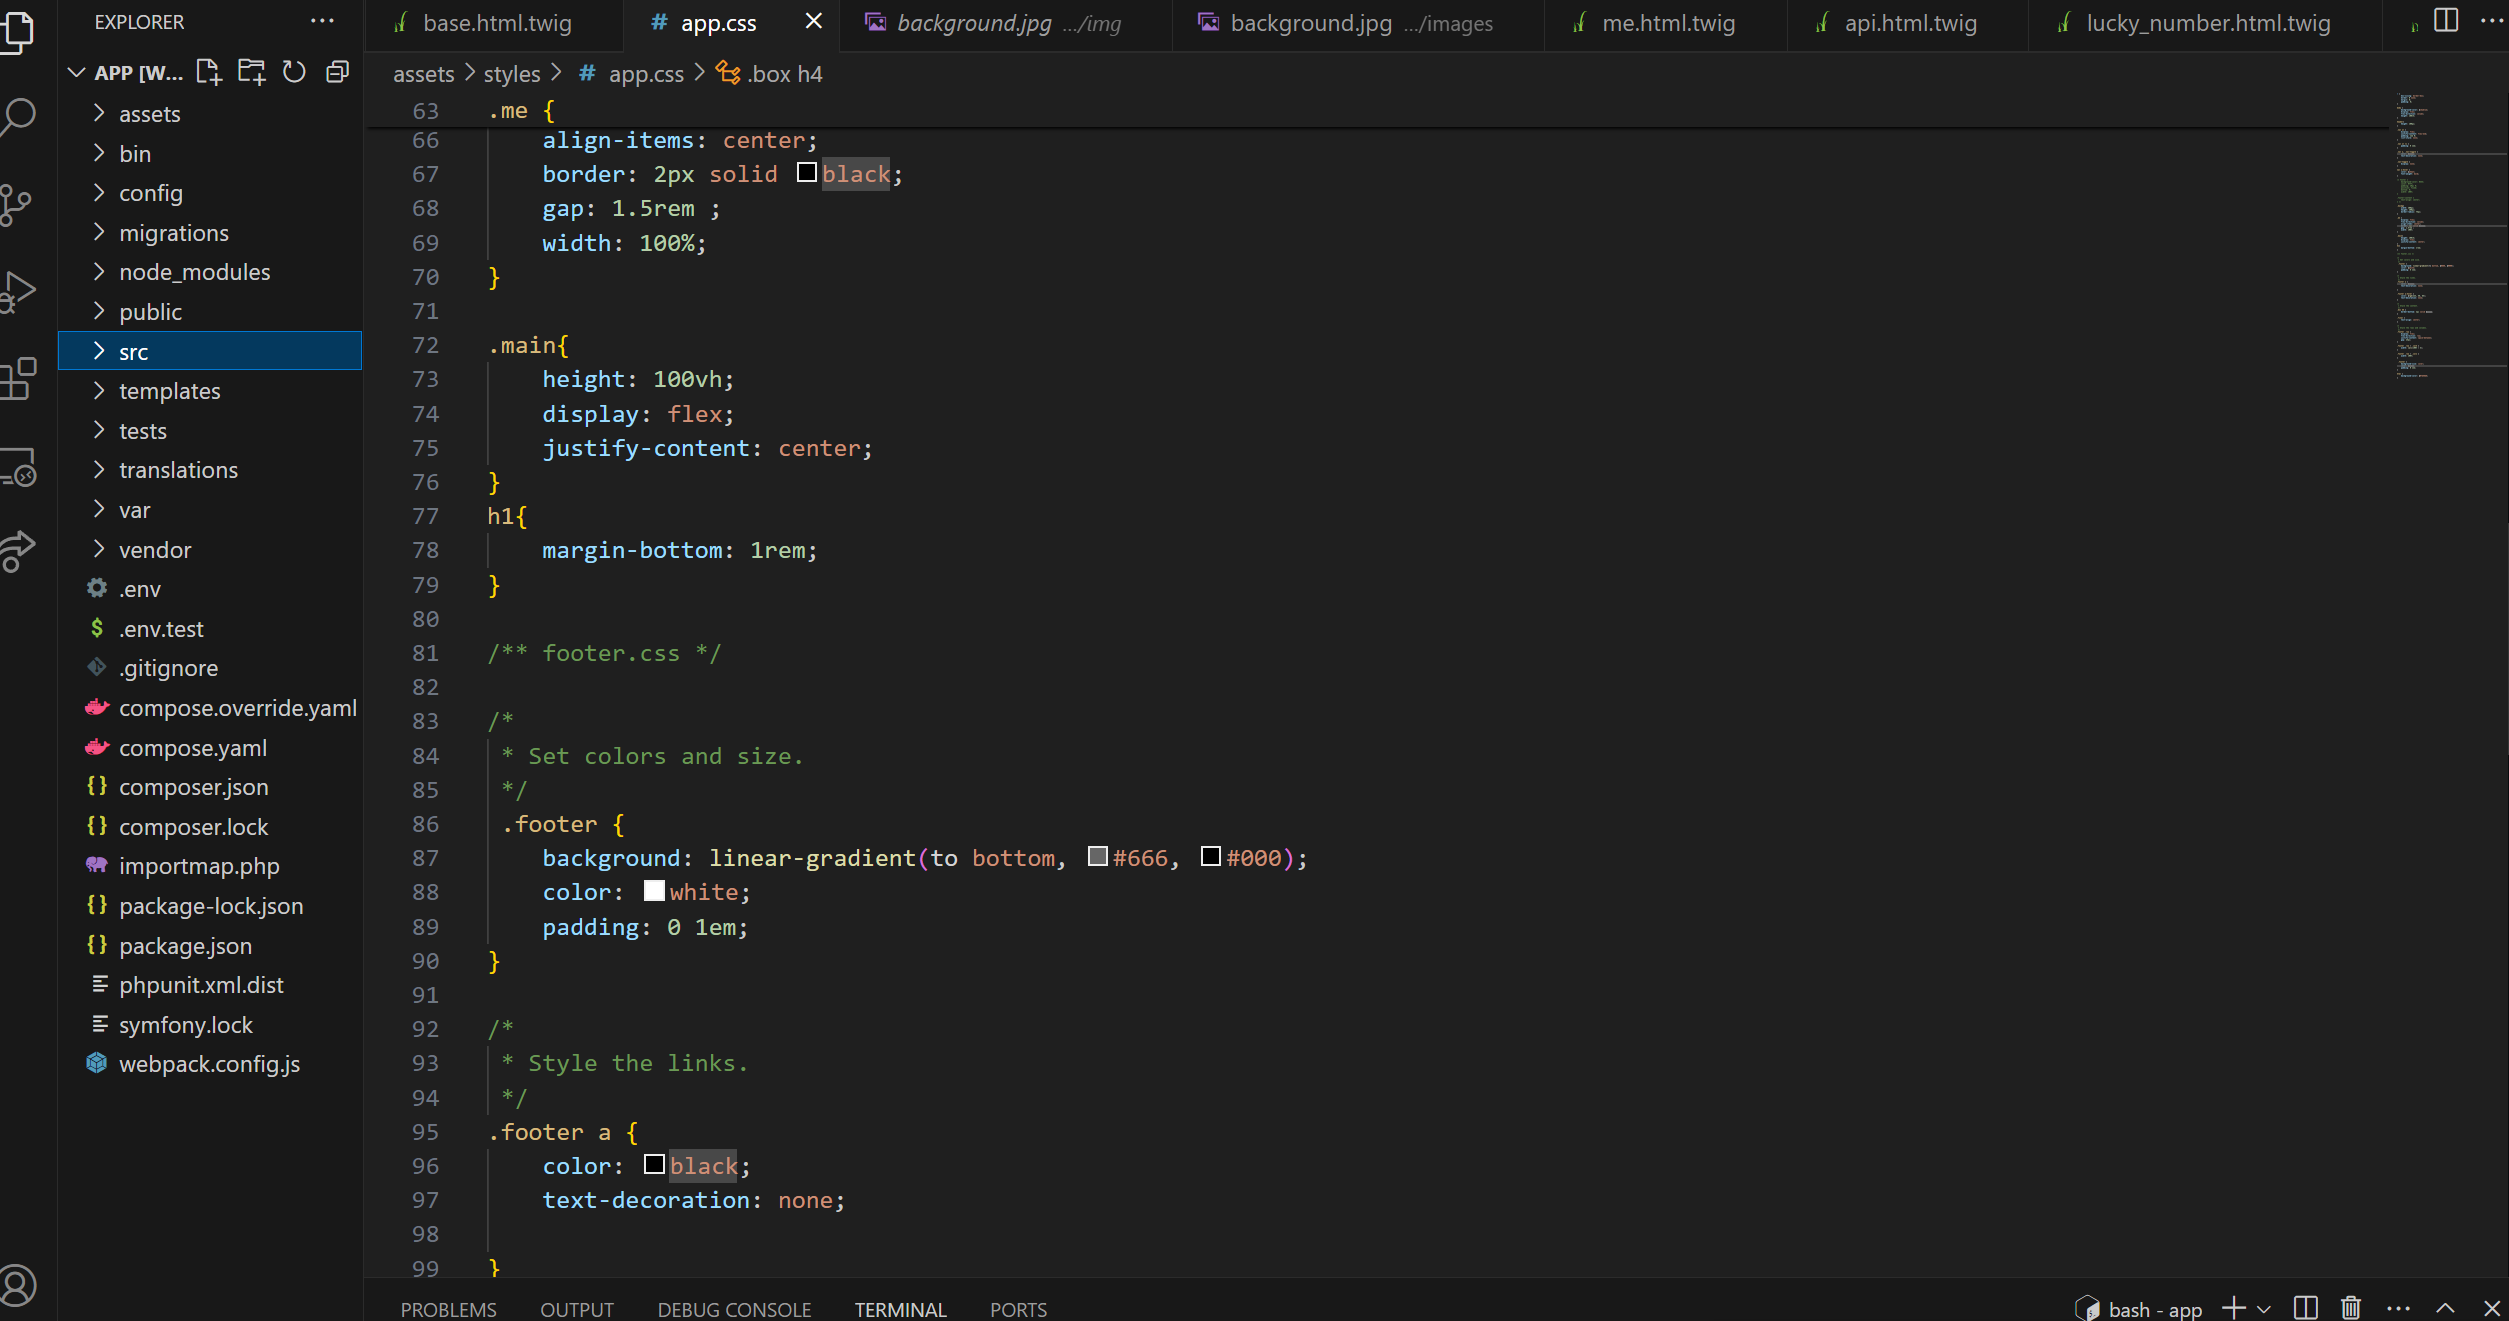 EXPLORER
APP [W...
assets
bin
config
migrations
node_modules
public
src
templates
tests
translations
var
vendor
.env
.env.test
.gitignore
compose.override.yaml
compose.yaml
composer.json
composer.lock
importmap.php
package-lock.json
package.json
phpunit.xml.dist
symfony.lock
webpack.config.js
base.html.twig
# app.css
background.jpg .../img
background.jpg .../images
me.html.twig
api.html.twig
lucky_number.html.twig
assets > styles > # app.css > .box h4
63 .me {
66 align-items: center;
67 border: 2px solid black;
68 gap: 1.5rem ;
69 width: 100%;
70 }
71
72 .main{
73 height: 100vh;
74 display: flex;
75 justify-content: center;
76 }
77 h1{
78 margin-bottom: 1rem;
79 }
80
81 /** footer.css */
82
83 /*
84 * Set colors and size.
85 */
86 .footer {
87 background: linear-gradient(to bottom, #666, #000);
88 color: white;
89 padding: 0 1em;
90 }
91
92 /*
93 * Style the links.
94 */
95 .footer a {
96 color: black;
97 text-decoration: none;
98
99 }
PROBLEMS OUTPUT DEBUG CONSOLE TERMINAL PORTS
bash - app